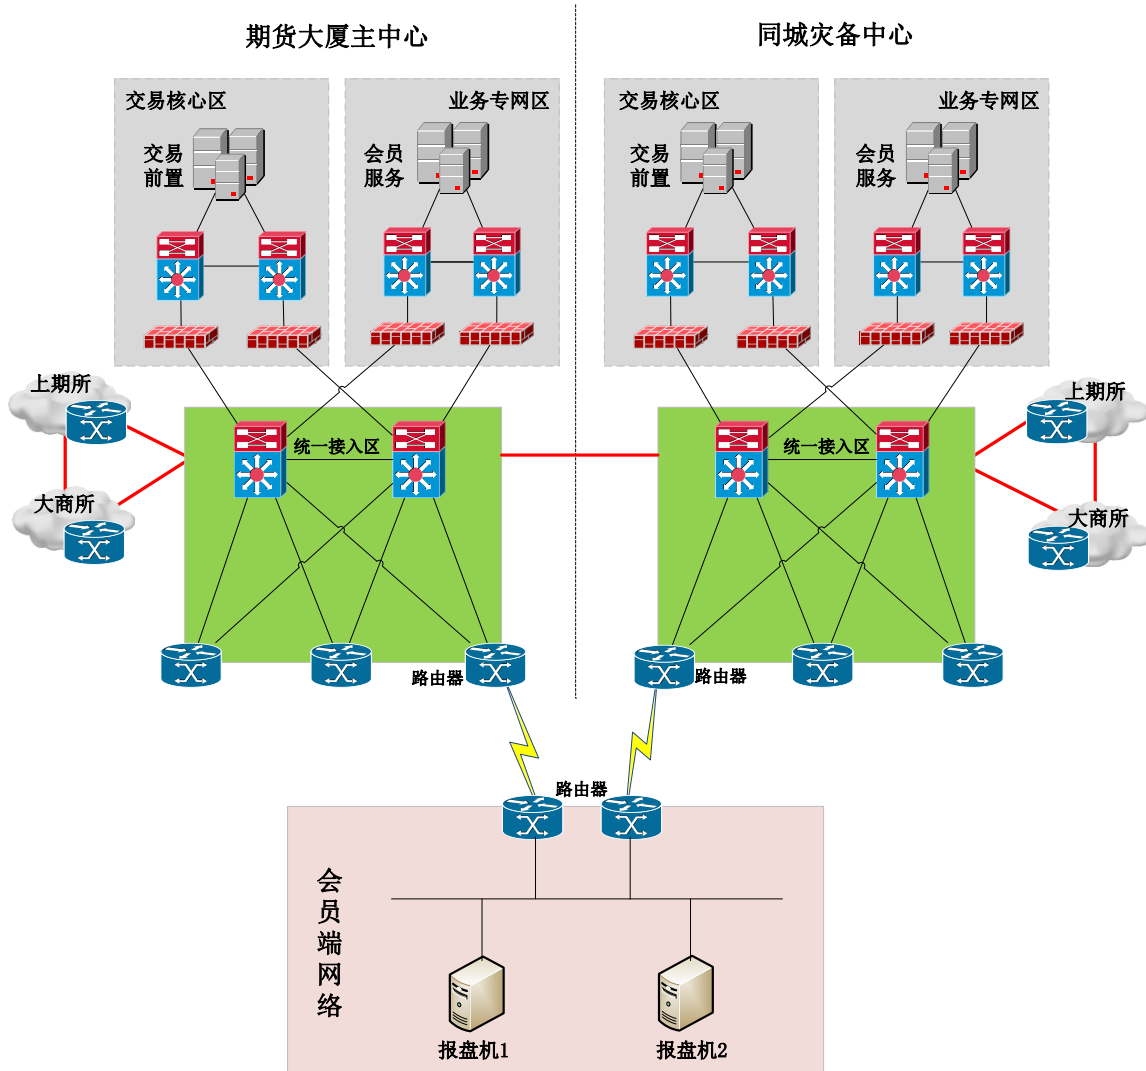 期货大厦主中心
同城灾备中心
交易核心区
业务专网区
交易核心区
业务专网区
交易
前置
会员
服务
交易
前置
会员
服务
上期所
大商所
统一接入区
统一接入区
上期所
大商所
路由器
路由器
路由器
会员端网络
报盘机1
报盘机2